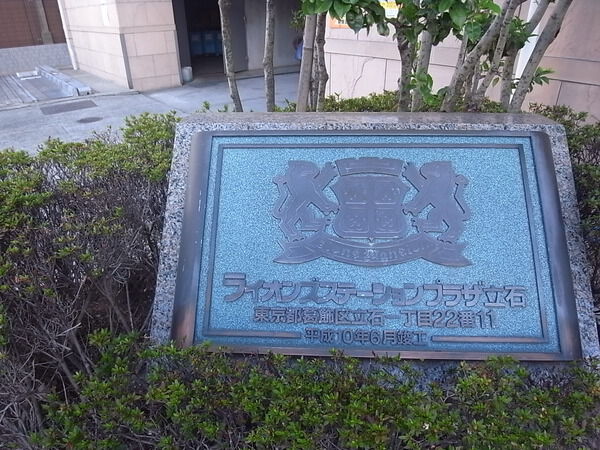 Lions Mansion
ライオンズステーションプラザ立石
東京都葛飾区立石一丁目22番11
平成10年6月竣工